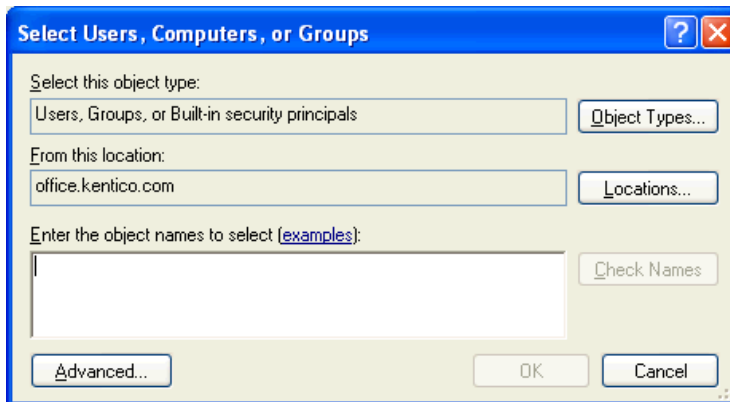 Select Users, Computers, or Groups
?
Select this object type:
Users, Groups, or Built-in security principals
Object Types...
From this location:
office.kentico.com
Locations...
Enter the object names to select (examples):
Check Names
Advanced...
OK
Cancel